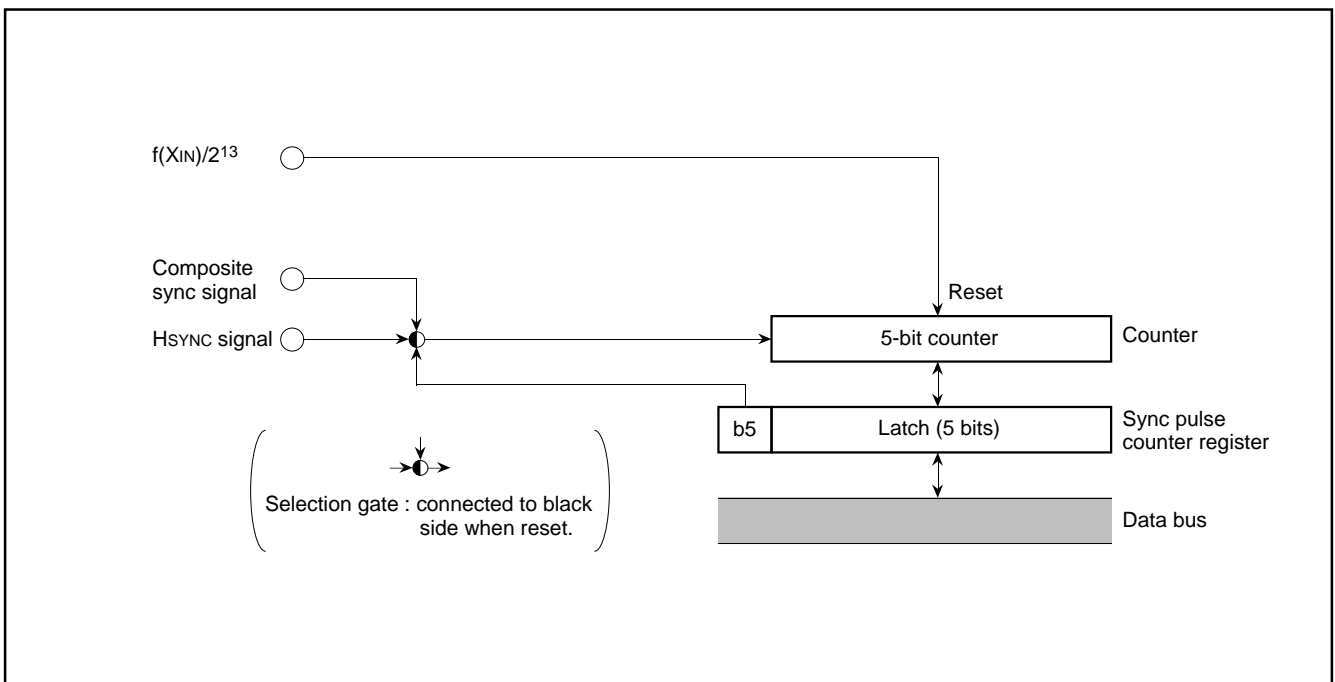 f(XIN)/2¹³
Composite
sync signal
HSYNC signal
Reset
5-bit counter
Counter
b5
Latch (5 bits)
Sync pulse
counter register
Selection gate : connected to black
side when reset.
Data bus